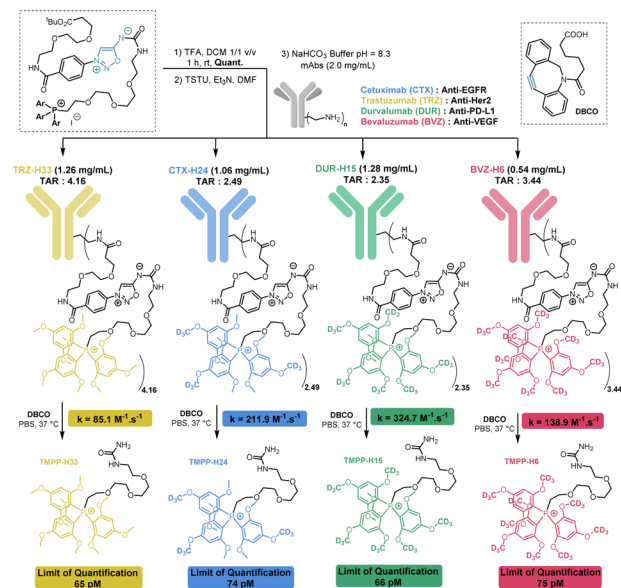 ᵗBuO₂C
1) TFA, DCM 1/1 v/v
1 h, rt, Quant.
2) TSTU, Et₃N, DMF
3) NaHCO₃ Buffer pH = 8.3
mAbs (2.0 mg/mL)
Cetuximab (CTX) : Anti-EGFR
Trastuzumab (TRZ) : Anti-Her2
Durvalumab (DUR) : Anti-PD-L1
Bevaluzumab (BVZ) : Anti-VEGF
COOH
DBCO
TRZ-H33 (1.26 mg/mL)
TAR : 4.16
CTX-H24 (1.06 mg/mL)
TAR : 2.49
DUR-H15 (1.28 mg/mL)
TAR : 2.35
BVZ-H6 (0.54 mg/mL)
TAR : 3.44
4.16
2.49
2.35
3.44
DBCO
PBS, 37 °C
k = 85.1 M⁻¹.s⁻¹
DBCO
PBS, 37 °C
k = 211.9 M⁻¹.s⁻¹
DBCO
PBS, 37 °C
k = 324.7 M⁻¹.s⁻¹
DBCO
PBS, 37 °C
k = 138.9 M⁻¹.s⁻¹
TMPP-H33
TMPP-H24
TMPP-H15
TMPP-H6
Limit of Quantification
65 pM
Limit of Quantification
74 pM
Limit of Quantification
66 pM
Limit of Quantification
75 pM